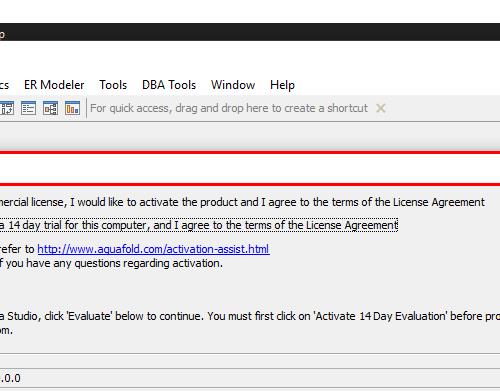 p
cs ER Modeler Tools DBA Tools Window Help
For quick access, drag and drop here to create a shortcut
mercial license, I would like to activate the product and I agree to the terms of the License Agreement
a 14 day trial for this computer, and I agree to the terms of the License Agreement
refer to http://www.aquafold.com/activation-assist.html
f you have any questions regarding activation.
a Studio, click 'Evaluate' below to continue. You must first click on 'Activate 14 Day Evaluation' before pro
om.
.0.0